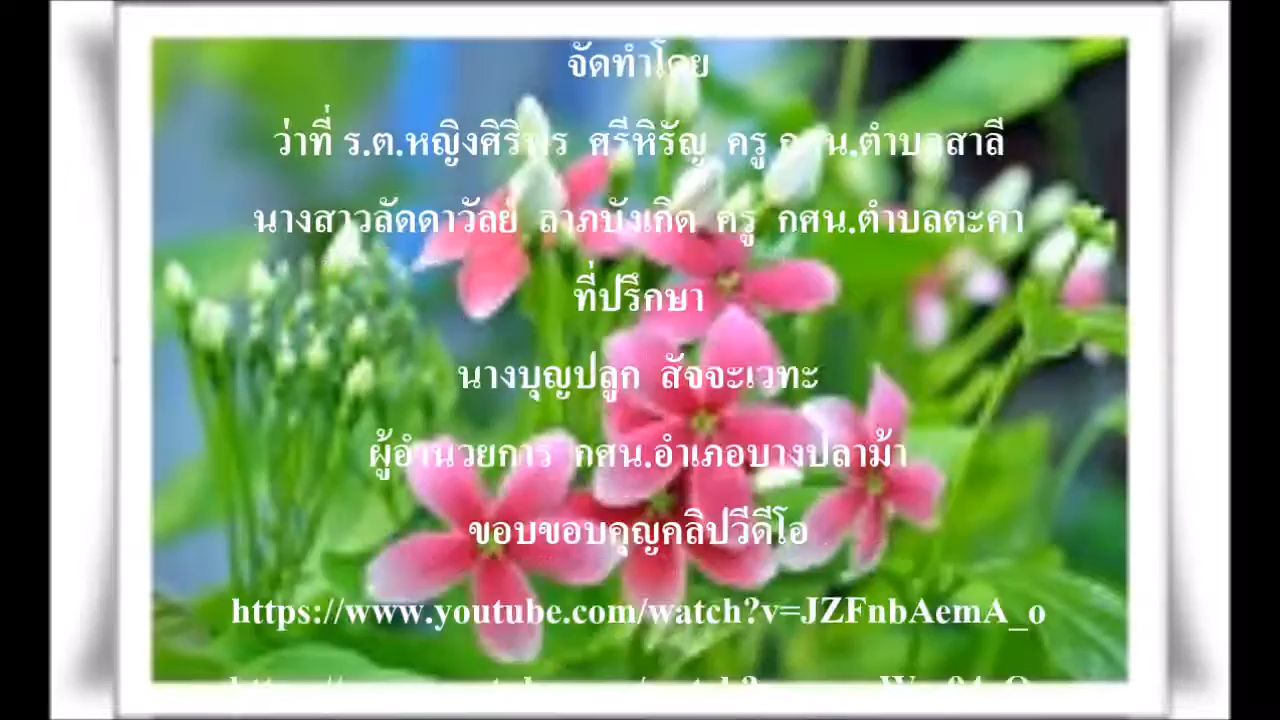 จัดทำโดย
ว่าที่ ร.ต.หญิงศิริพร ศรีหิรัญ ครู กศน.ตำบลสาลี
นางสาวลัดดาวัลย์ ลาภบังเกิด ครู กศน.ตำบลตะค่า
ที่ปรึกษา
นางบุญปลูก สัจจะเวทะ
ผู้อำนวยการ กศน.อำเภอบางปลาม้า
ขอบขอบคุญคลิปวีดีโอ
https://www.youtube.com/watch?v=JZFnbAemA_o